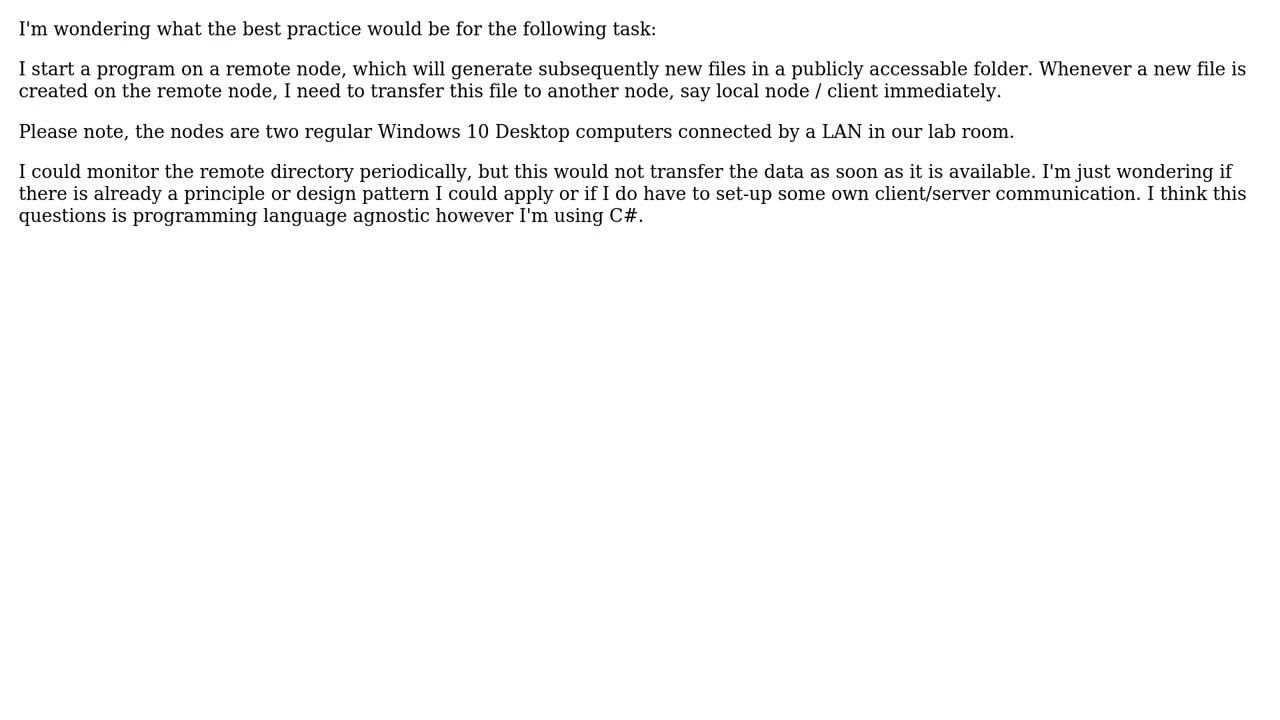 I'm wondering what the best practice would be for the following task:
I start a program on a remote node, which will generate subsequently new files in a publicly accessable folder. Whenever a new file is
created on the remote node, I need to transfer this file to another node, say local node / client immediately.
Please note, the nodes are two regular Windows 10 Desktop computers connected by a LAN in our lab room.
I could monitor the remote directory periodically, but this would not transfer the data as soon as it is available. I'm just wondering if
there is already a principle or design pattern I could apply or if I do have to set-up some own client/server communication. I think this
questions is programming language agnostic however I'm using C#.